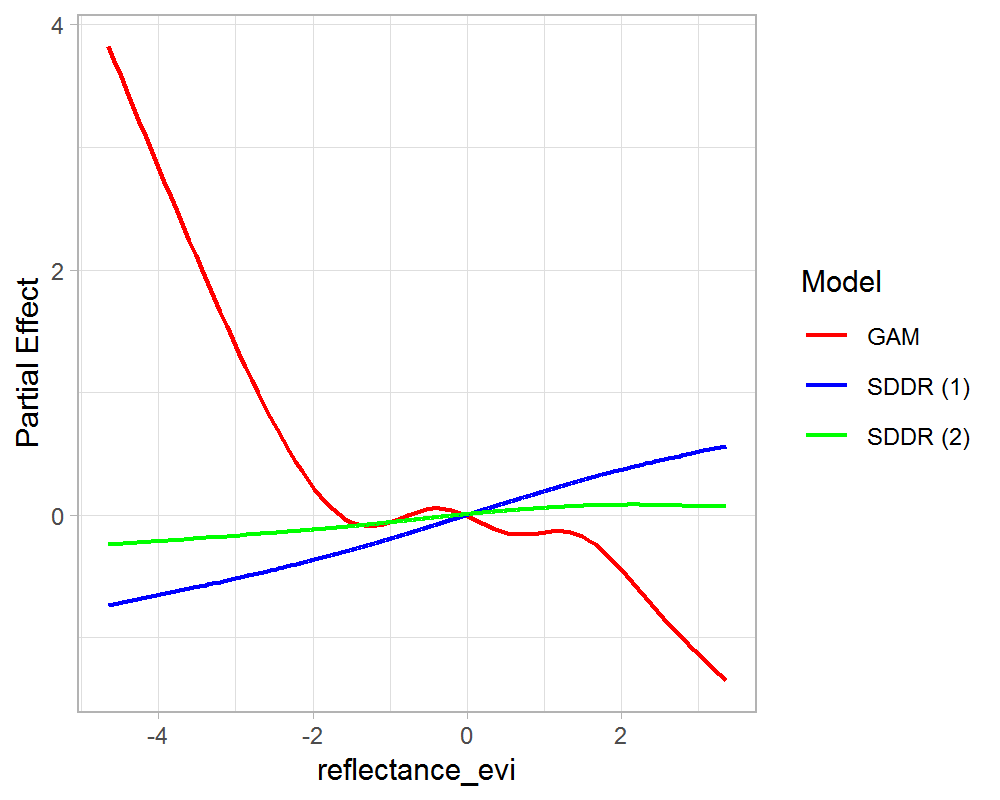 4
2
0
Partial Effect
-4 -2 0 2
reflectance_evi
Model
GAM
SDDR (1)
SDDR (2)